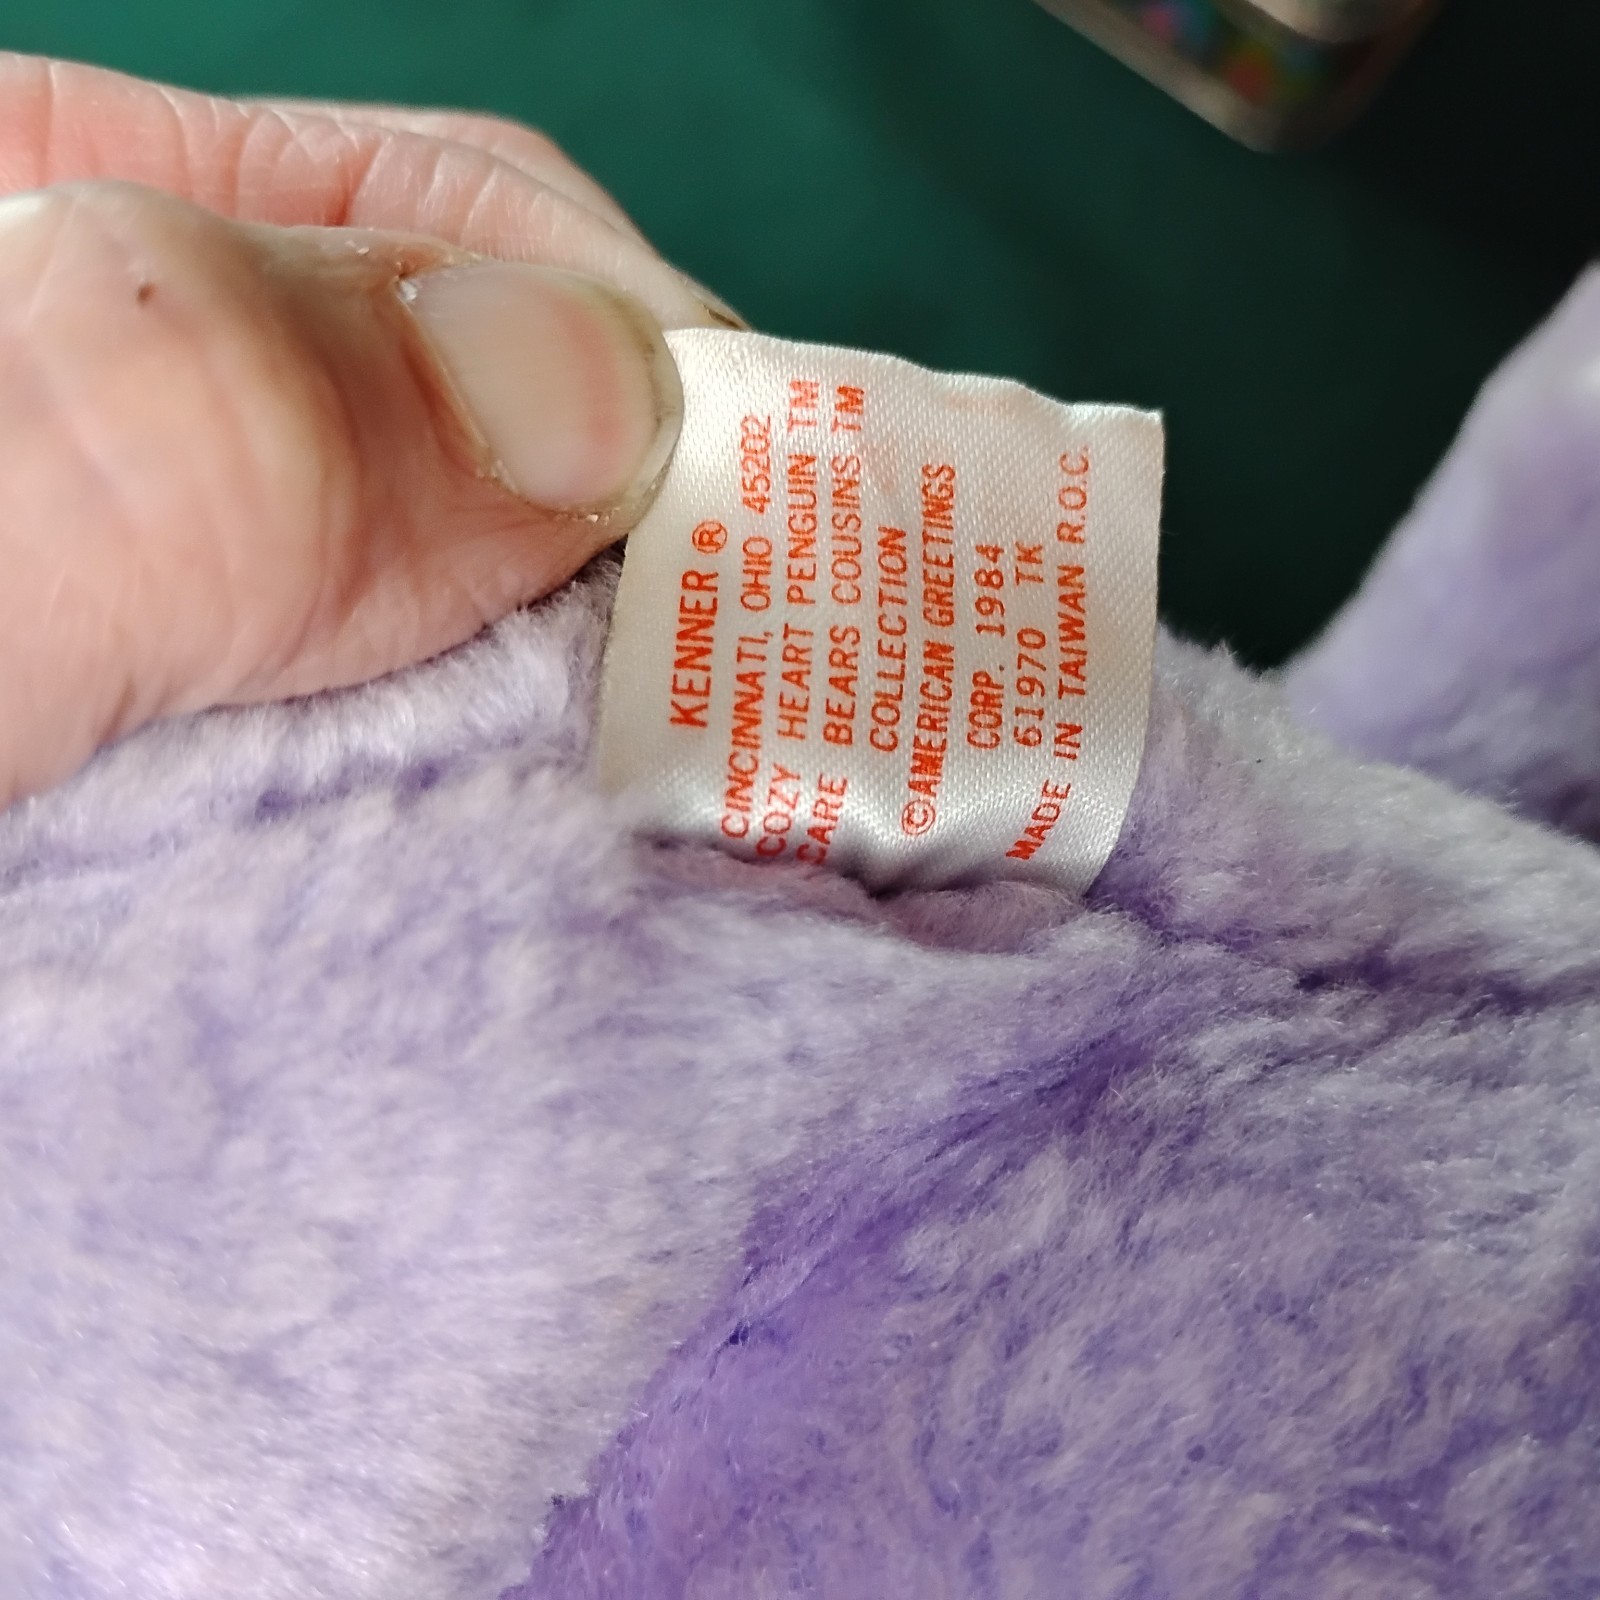 KENNER ®
CINCINNATI, OHIO 45202
COZY HEART PENGUIN TM
CARE BEARS COUSINS TM
COLLECTION
©AMERICAN GREETINGS
CORP. 1984
61970 TK
MADE IN TAIWAN R.O.C.